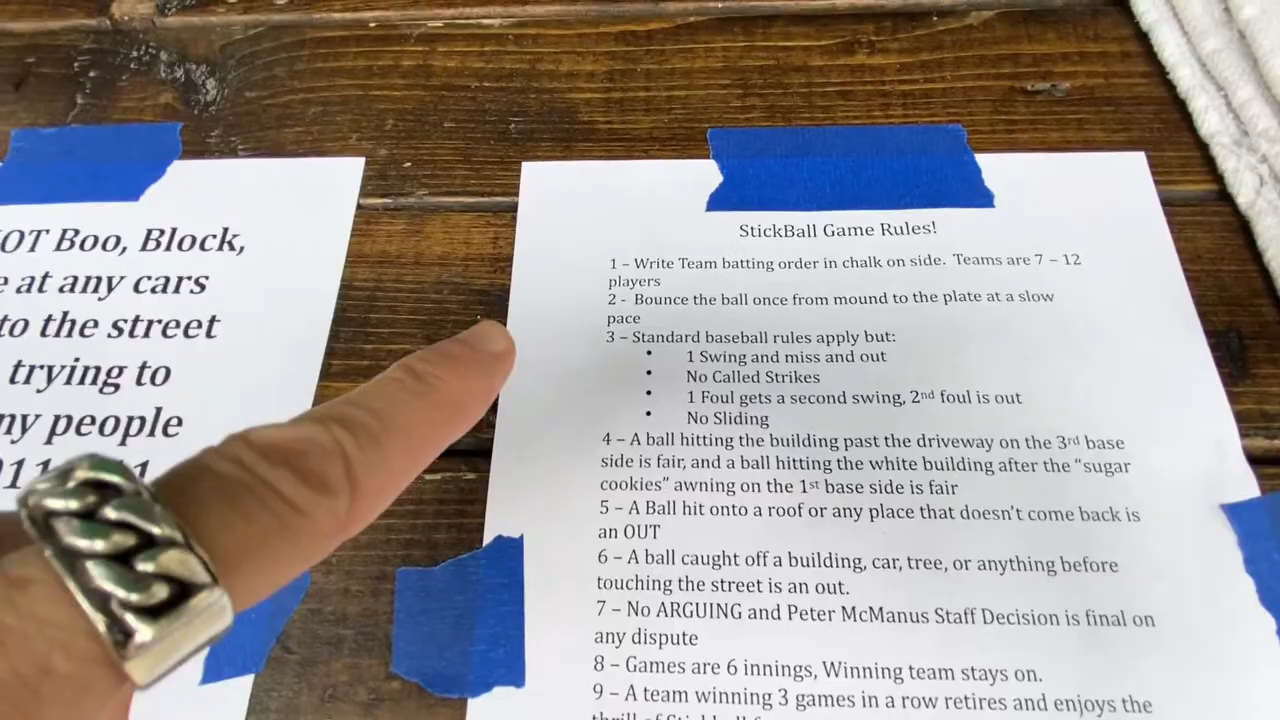 OT Boo, Block,
at any cars
to the street
trying to
people
StickBall Game Rules!
1 – Write Team batting order in chalk on side. Teams are 7 – 12
players
2 - Bounce the ball once from mound to the plate at a slow
pace
3 – Standard baseball rules apply but:
• 1 Swing and miss and out
• No Called Strikes
• 1 Foul gets a second swing, 2nd foul is out
• No Sliding
4 – A ball hitting the building past the driveway on the 3rd base
side is fair, and a ball hitting the white building after the “sugar
cookies” awning on the 1st base side is fair
5 – A Ball hit onto a roof or any place that doesn’t come back is
an OUT
6 – A ball caught off a building, car, tree, or anything before
touching the street is an out.
7 – No ARGUING and Peter McManus Staff Decision is final on
any dispute
8 – Games are 6 innings, Winning team stays on.
9 – A team winning 3 games in a row retires and enjoys the